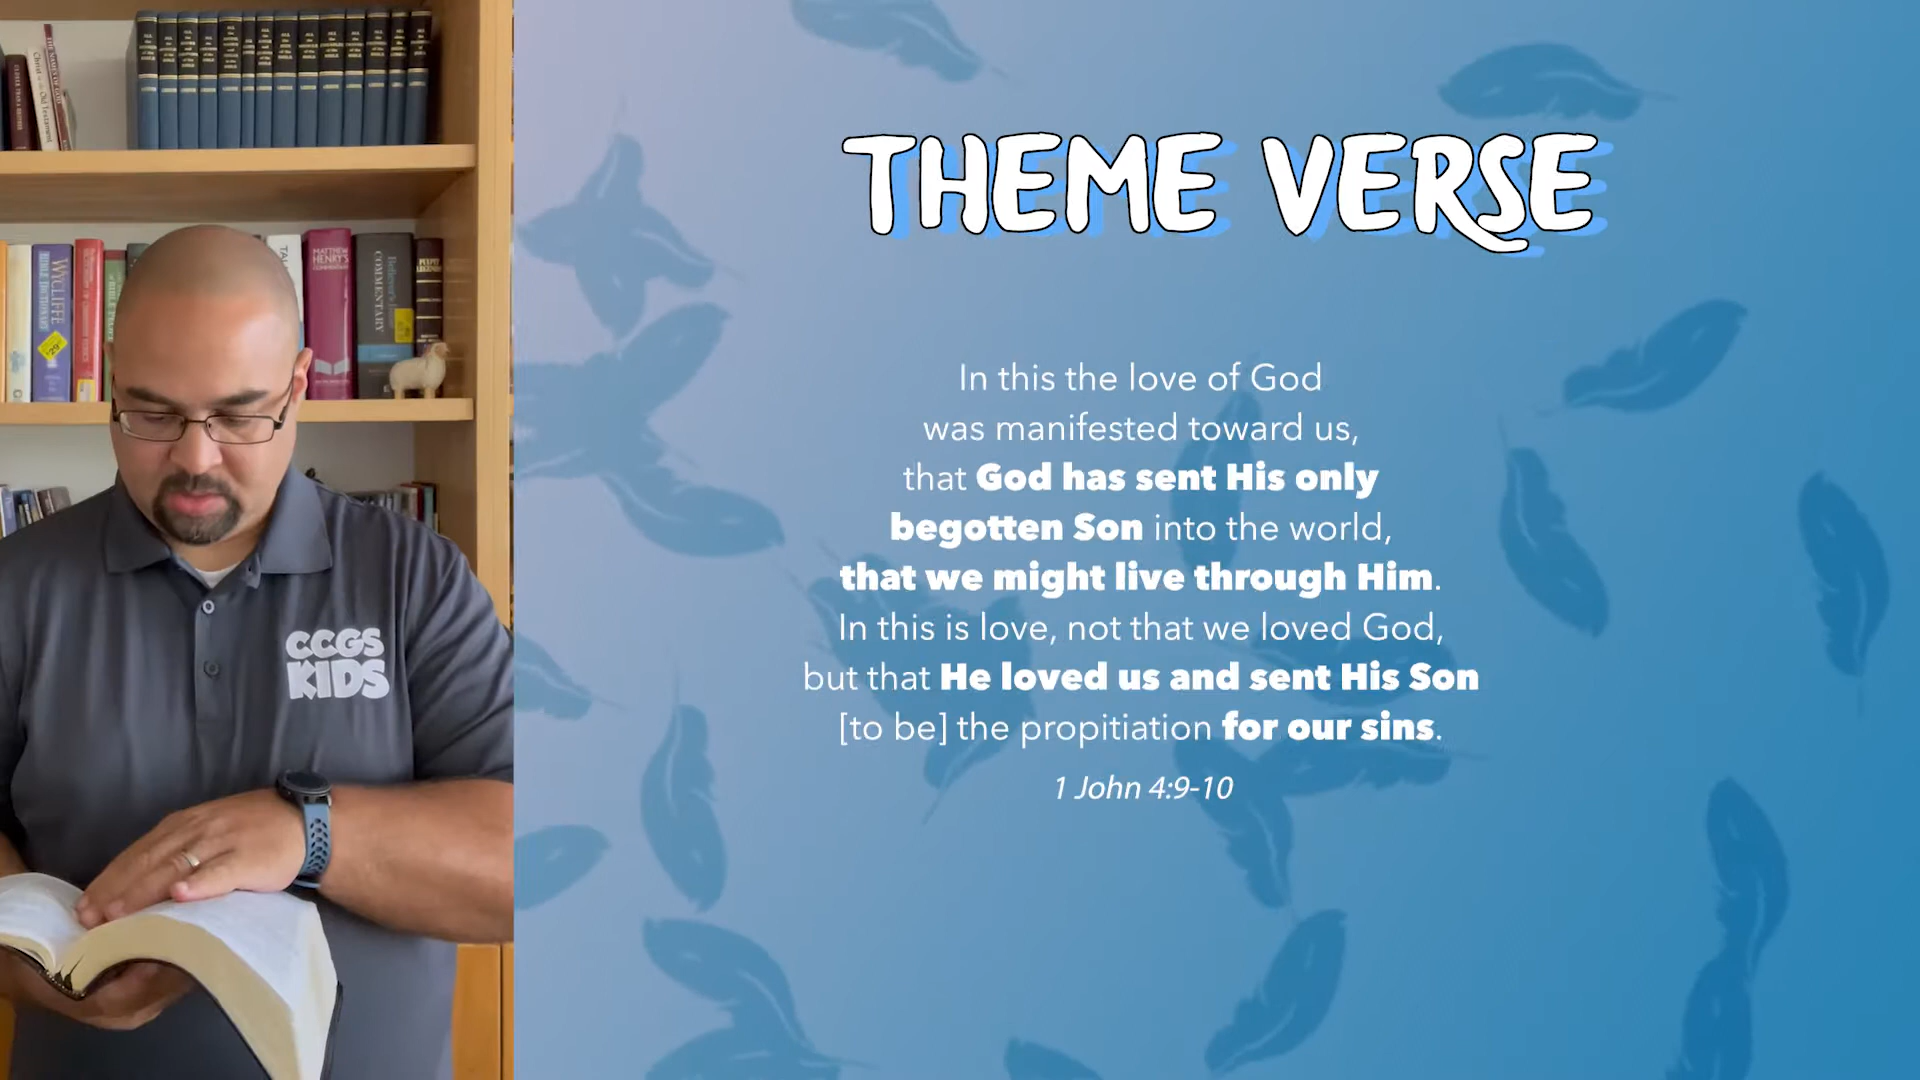 THEME VERSE
In this the love of God
was manifested toward us,
that God has sent His only
begotten Son into the world,
that we might live through Him.
In this is love, not that we loved God,
but that He loved us and sent His Son
[to be] the propitiation for our sins.
1 John 4:9-10
CCGS
KIDS
WYCLIFFE
BIBLE DICTIONARY
MATTHEW
HENRY'S
COMMENTARY
Believer's Bible
COMMENTARY